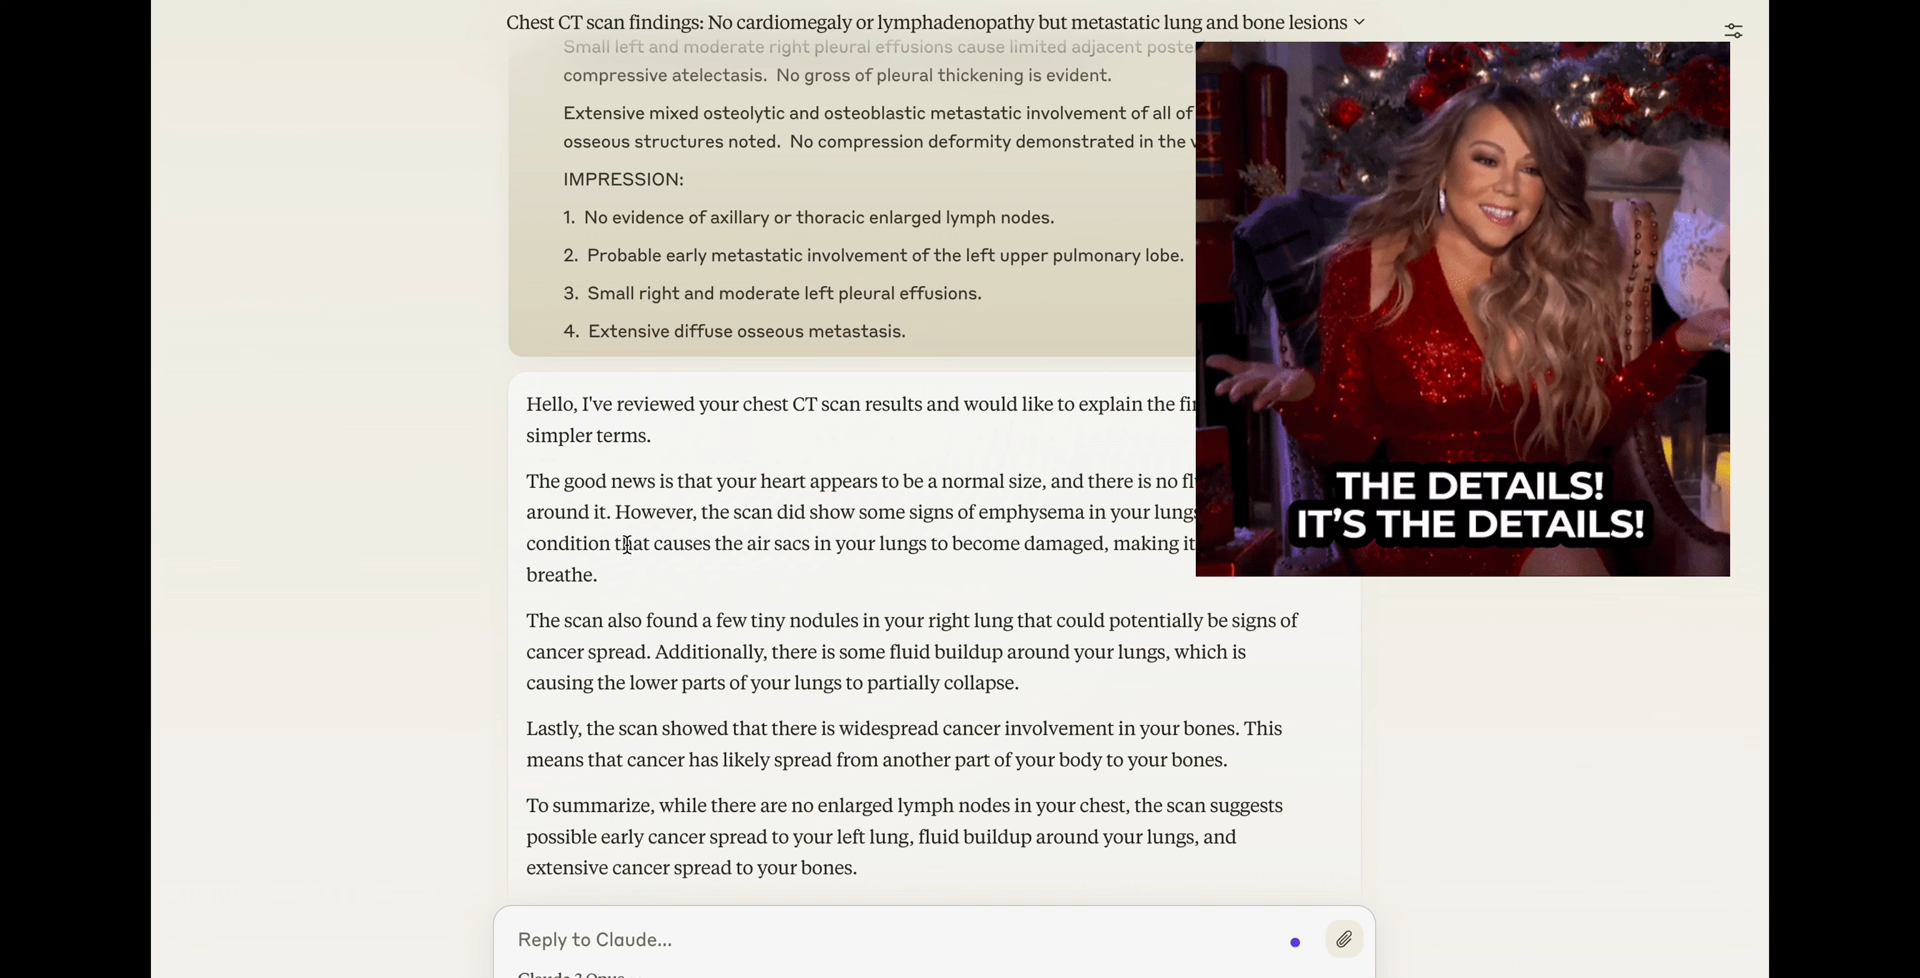 Chest CT scan findings: No cardiomegaly or lymphadenopathy but metastatic lung and bone lesions
Small left and moderate right pleural effusions cause limited adjacent
compressive atelectasis.  No gross of pleural thickening is evident.
Extensive mixed osteolytic and osteoblastic metastatic involvement of all of
osseous structures noted.  No compression deformity demonstrated in the
IMPRESSION:
1.  No evidence of axillary or thoracic enlarged lymph nodes.
2.  Probable early metastatic involvement of the left upper pulmonary lobe.
3.  Small right and moderate left pleural effusions.
4.  Extensive diffuse osseous metastasis.
Hello, I've reviewed your chest CT scan results and would like to explain the
simpler terms.
The good news is that your heart appears to be a normal size, and there is no
around it. However, the scan did show some signs of emphysema in your lungs
condition that causes the air sacs in your lungs to become damaged, making it
breathe.
The scan also found a few tiny nodules in your right lung that could potentially be signs of
cancer spread. Additionally, there is some fluid buildup around your lungs, which is
causing the lower parts of your lungs to partially collapse.
Lastly, the scan showed that there is widespread cancer involvement in your bones. This
means that cancer has likely spread from another part of your body to your bones.
To summarize, while there are no enlarged lymph nodes in your chest, the scan suggests
possible early cancer spread to your left lung, fluid buildup around your lungs, and
extensive cancer spread to your bones.
Reply to Claude...
Claude 3 Opus
THE DETAILS!
IT'S THE DETAILS!